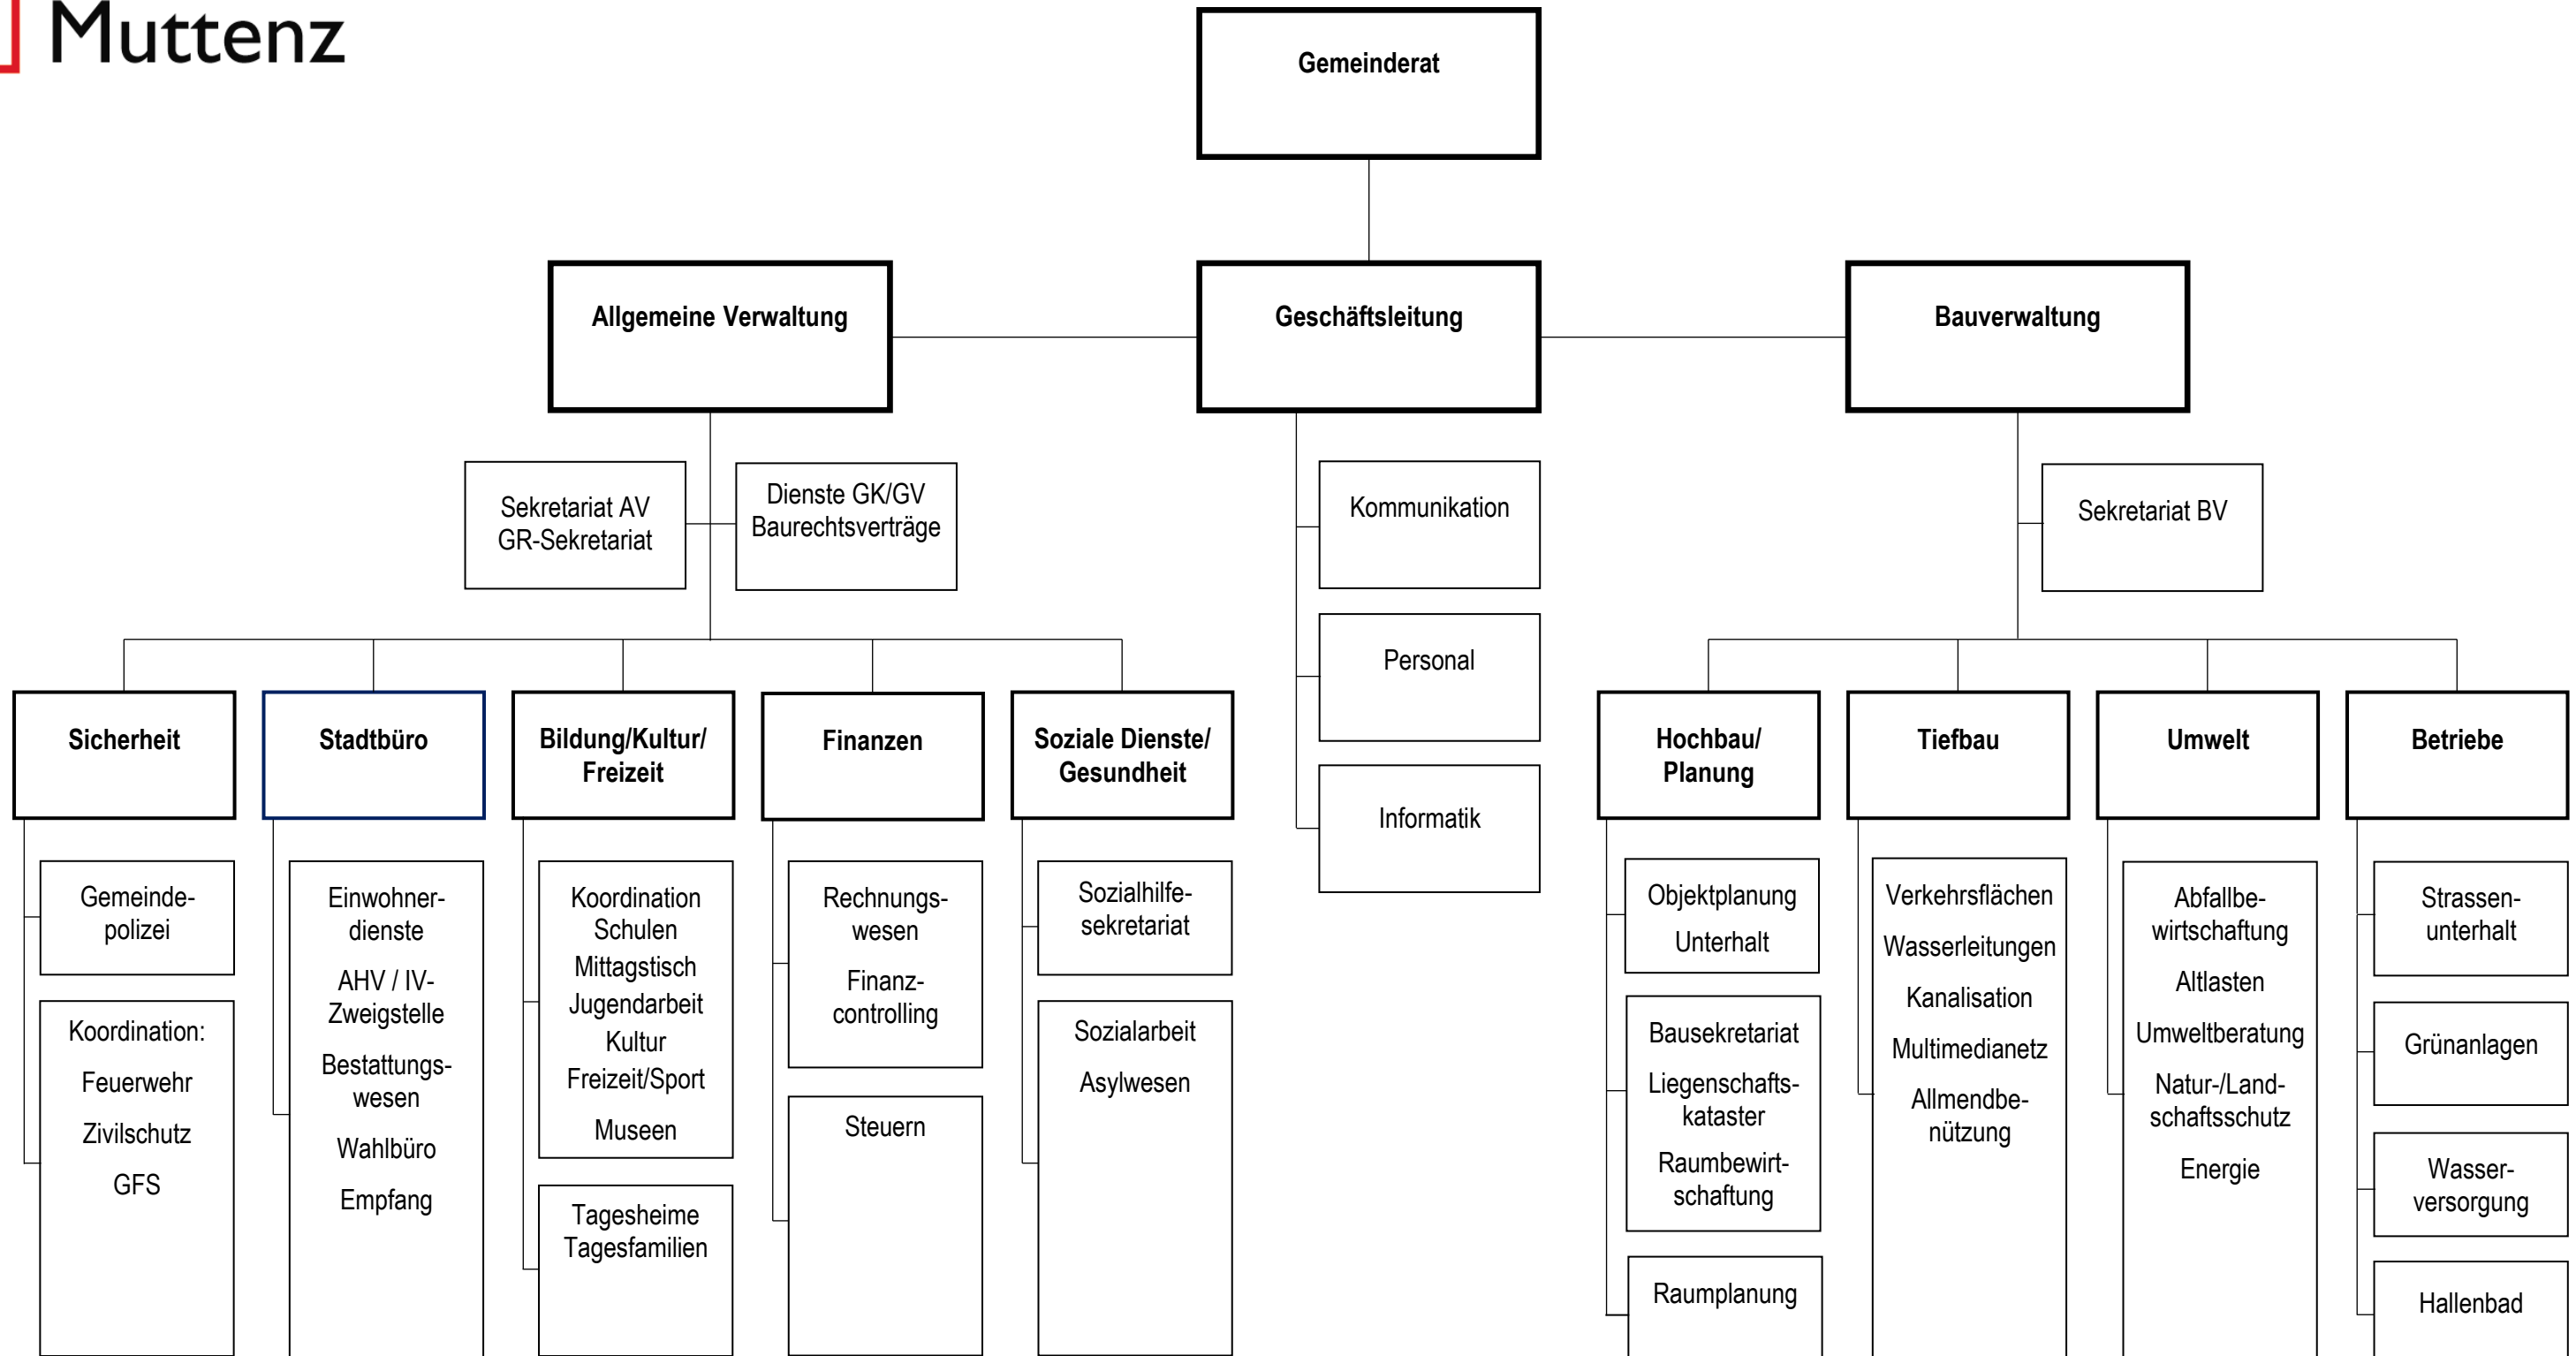 Muttenz
Gemeinderat
Allgemeine Verwaltung
Geschäftsleitung
Bauverwaltung
Sekretariat AV
GR-Sekretariat
Dienste GK/GV
Baurechtsverträge
Kommunikation
Personal
Informatik
Sekretariat BV
Sicherheit
Gemeinde-
polizei
Koordination:
Feuerwehr
Zivilschutz
GFS
Stadtbüro
Einwohner-
dienste
AHV / IV-
Zweigstelle
Bestattungs-
wesen
Wahlbüro
Empfang
Bildung/Kultur/
Freizeit
Koordination
Schulen
Mittagstisch
Jugendarbeit
Kultur
Freizeit/Sport
Museen
Tagesheime
Tagesfamilien
Finanzen
Rechnungs-
wesen
Finanz-
controlling
Steuern
Soziale Dienste/
Gesundheit
Sozialhilfe-
sekretariat
Sozialarbeit
Asylwesen
Hochbau/
Planung
Objektplanung
Unterhalt
Bausekretariat
Liegenschafts-
kataster
Raumbewirt-
schaftung
Raumplanung
Tiefbau
Verkehrsflächen
Wasserleitungen
Kanalisation
Multimedianetz
Allmendbe-
nützung
Umwelt
Abfallbe-
wirtschaftung
Altlasten
Umweltberatung
Natur-/Land-
schaftsschutz
Energie
Betriebe
Strassen-
unterhalt
Grünanlagen
Wasser-
versorgung
Hallenbad